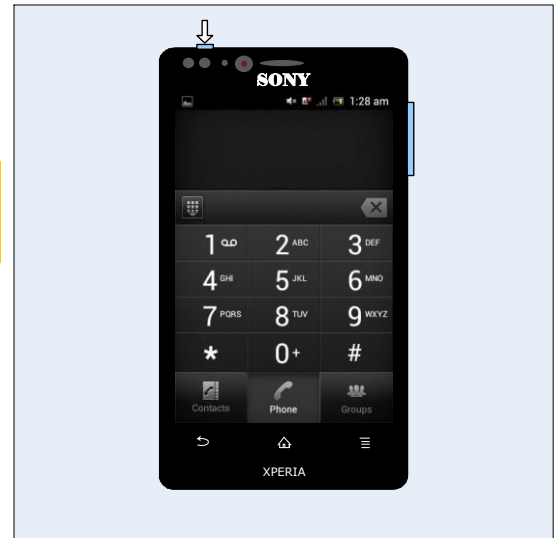 SONY
1:28 am
1 2 ABC 3 DEF
4 GHI 5 JKL 6 MNO
7 PQRS 8 TUV 9 WXYZ
* 0 + #
Contacts Phone Groups
XPERIA